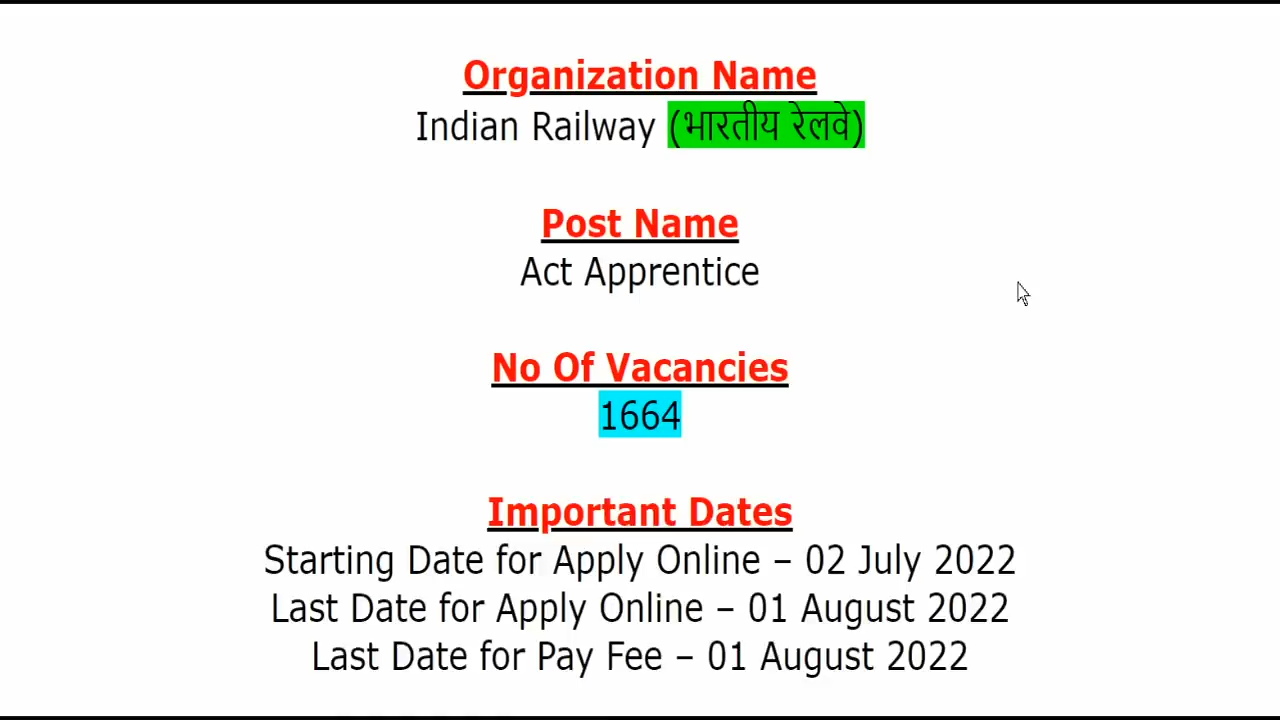 Organization Name
Indian Railway (भारतीय रेलवे)
Post Name
Act Apprentice
No Of Vacancies
1664
Important Dates
Starting Date for Apply Online – 02 July 2022
Last Date for Apply Online – 01 August 2022
Last Date for Pay Fee – 01 August 2022